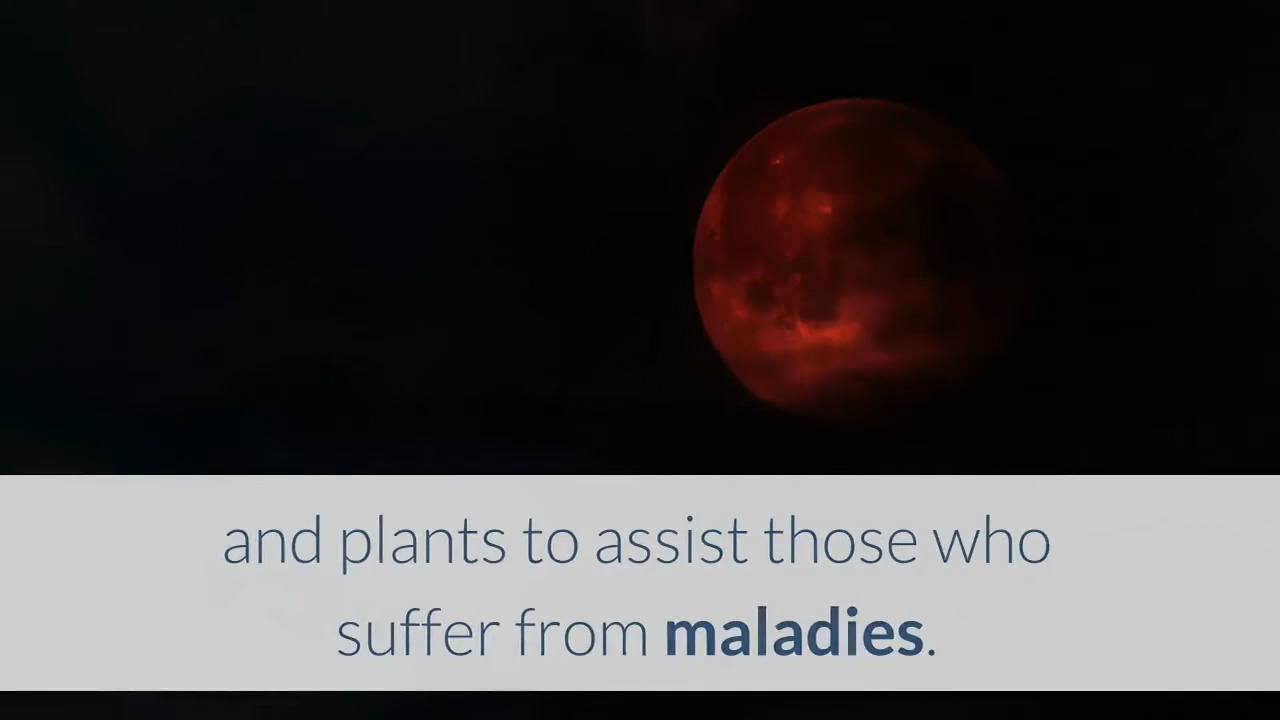 and plants to assist those who
suffer from maladies.